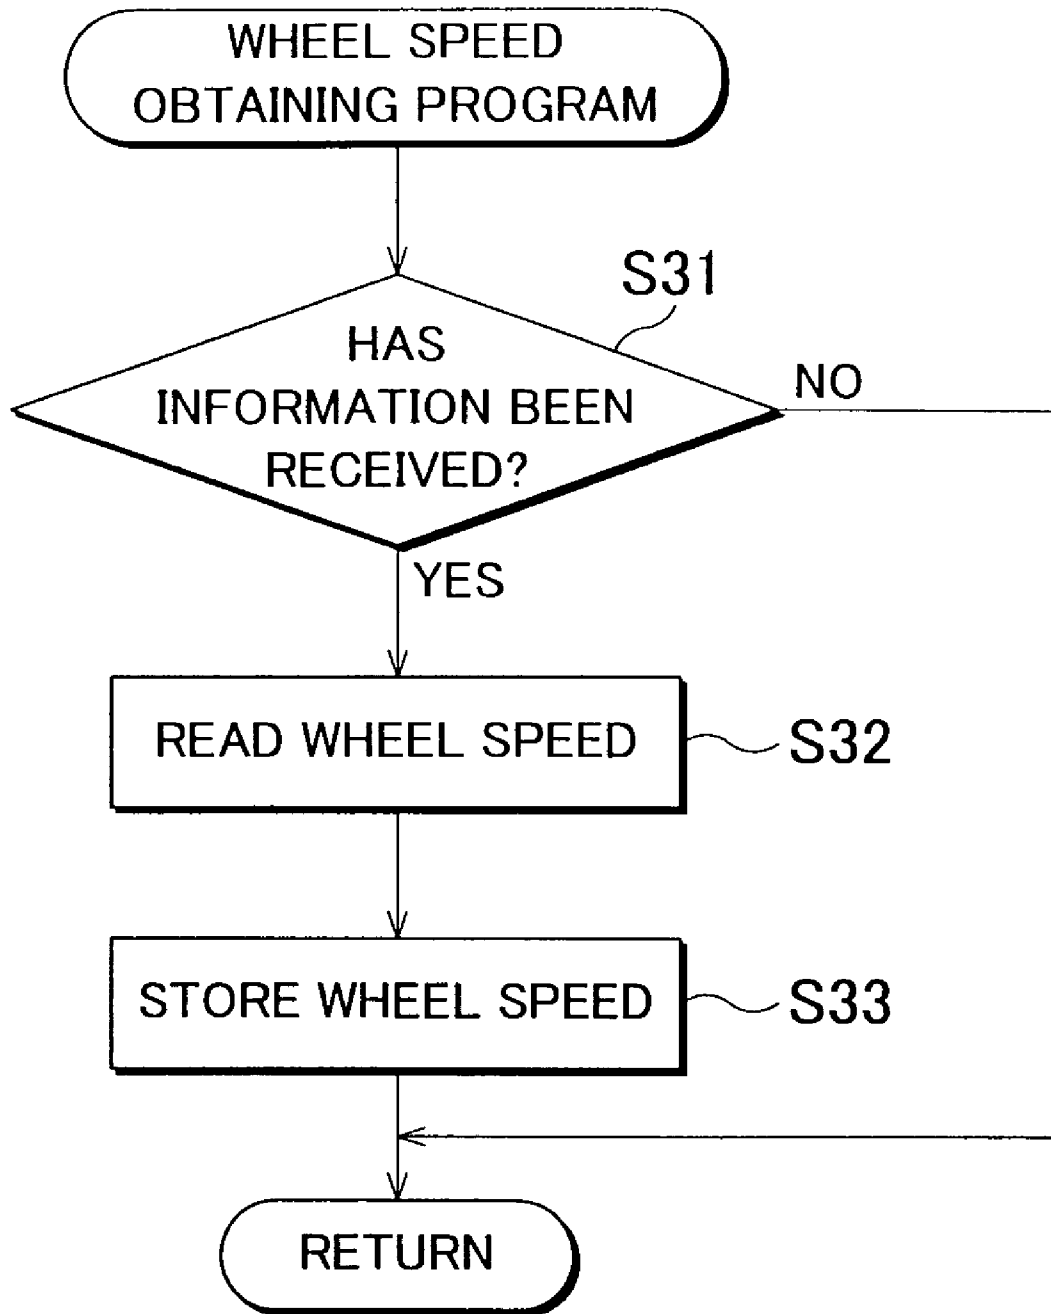 WHEEL SPEED
OBTAINING PROGRAM
S31
HAS
INFORMATION BEEN
RECEIVED?
NO
YES
READ WHEEL SPEED
S32
STORE WHEEL SPEED
S33
RETURN